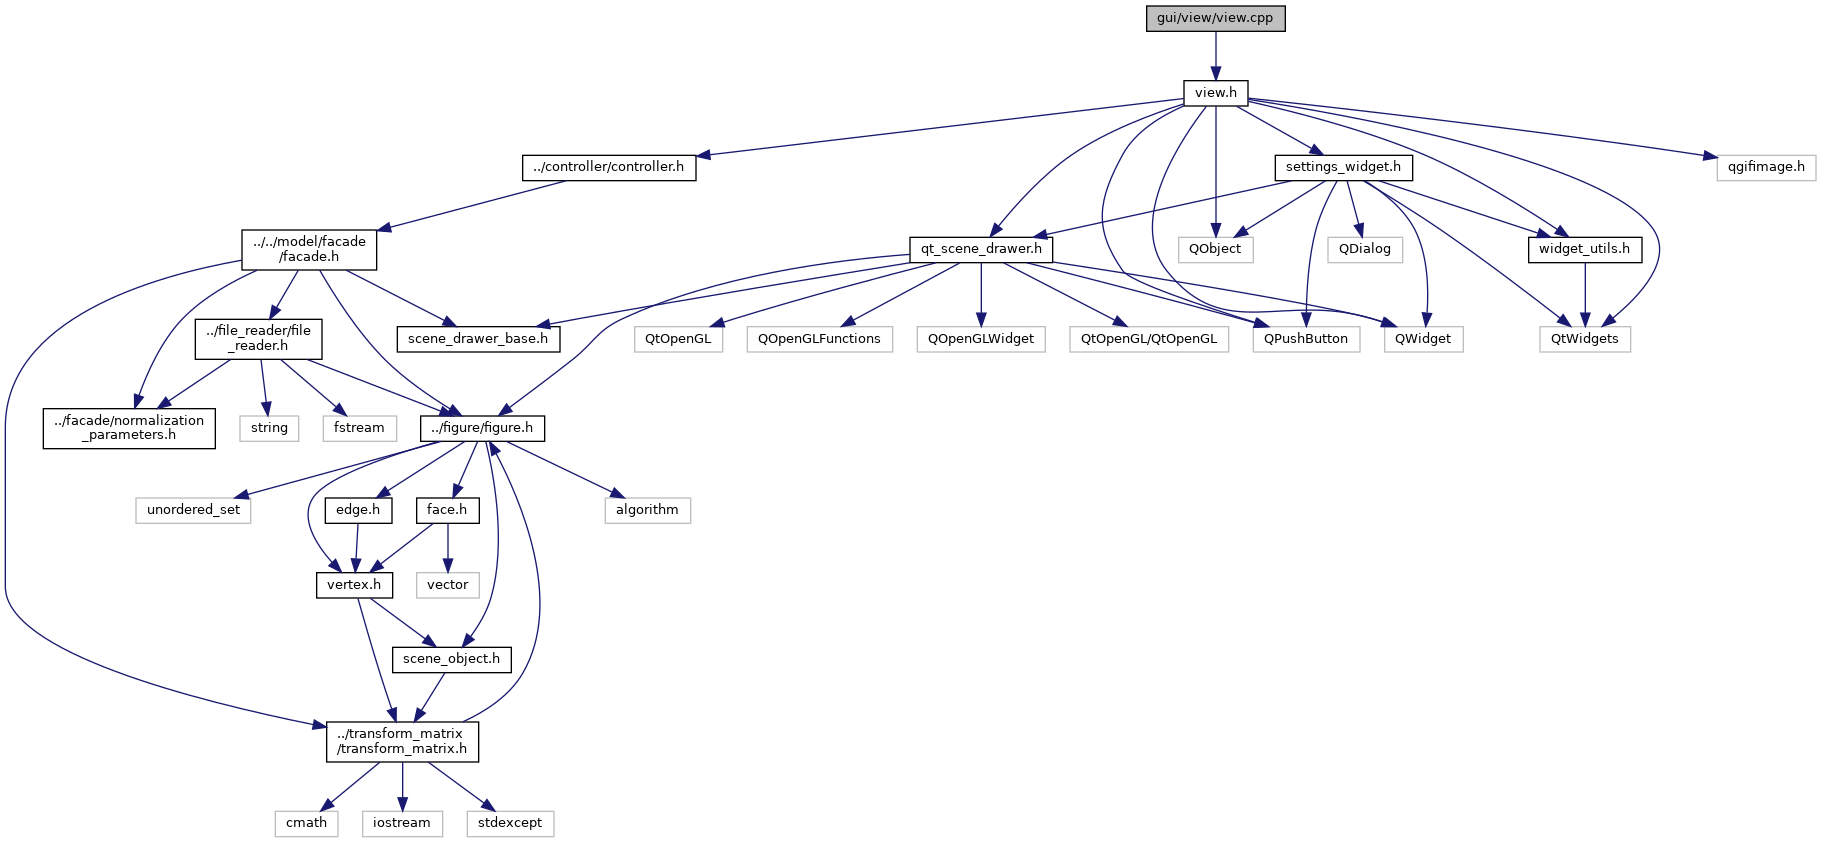 gui/view/view.cpp
view.h
../controller/controller.h
settings_widget.h
qgifimage.h
../../model/facade
/facade.h
qt_scene_drawer.h
QObject
QDialog
widget_utils.h
../file_reader/file
_reader.h
scene_drawer_base.h
QtOpenGL
QOpenGLFunctions
QOpenGLWidget
QtOpenGL/QtOpenGL
QPushButton
QWidget
QtWidgets
../facade/normalization
_parameters.h
string
fstream
../figure/figure.h
unordered_set
edge.h
face.h
algorithm
vertex.h
vector
scene_object.h
../transform_matrix
/transform_matrix.h
cmath
iostream
stdexcept